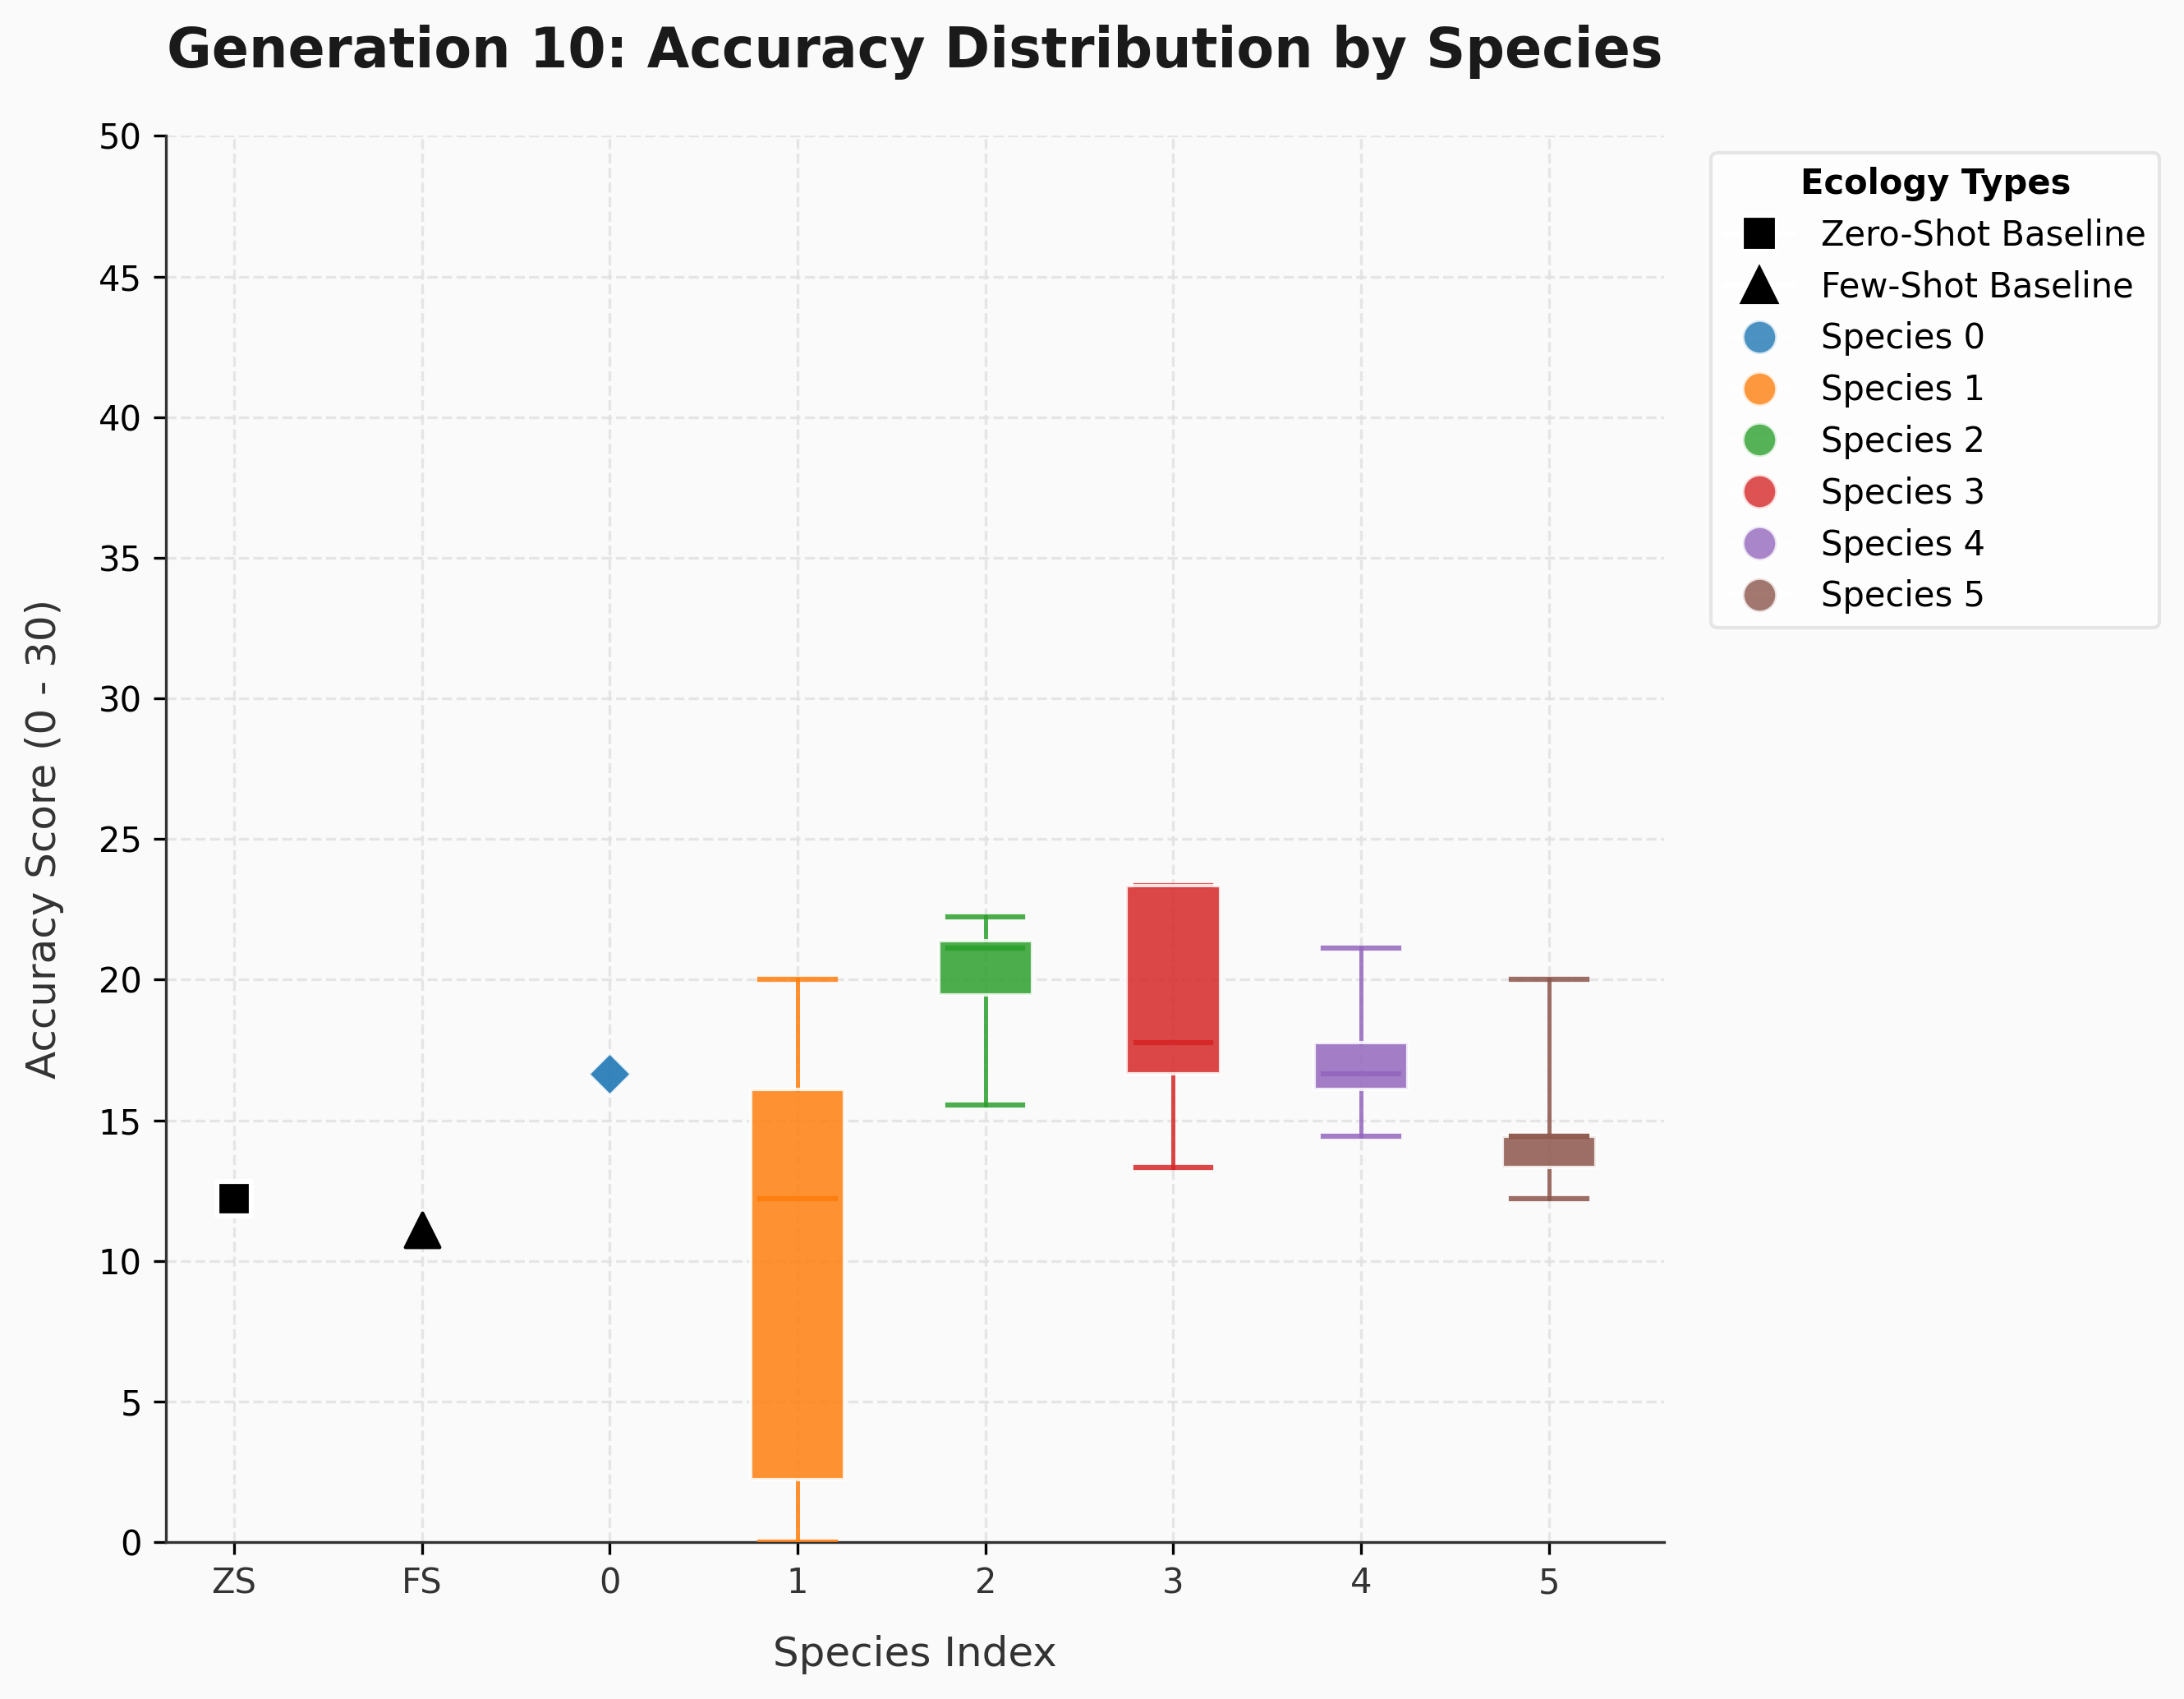 Generation 10: Accuracy Distribution by Species
50
45
40
35
30
25
20
15
10
5
0
Accuracy Score (0 - 30)
ZS FS 0 1 2 3 4 5
Species Index
Ecology Types
Zero-Shot Baseline
Few-Shot Baseline
Species 0
Species 1
Species 2
Species 3
Species 4
Species 5